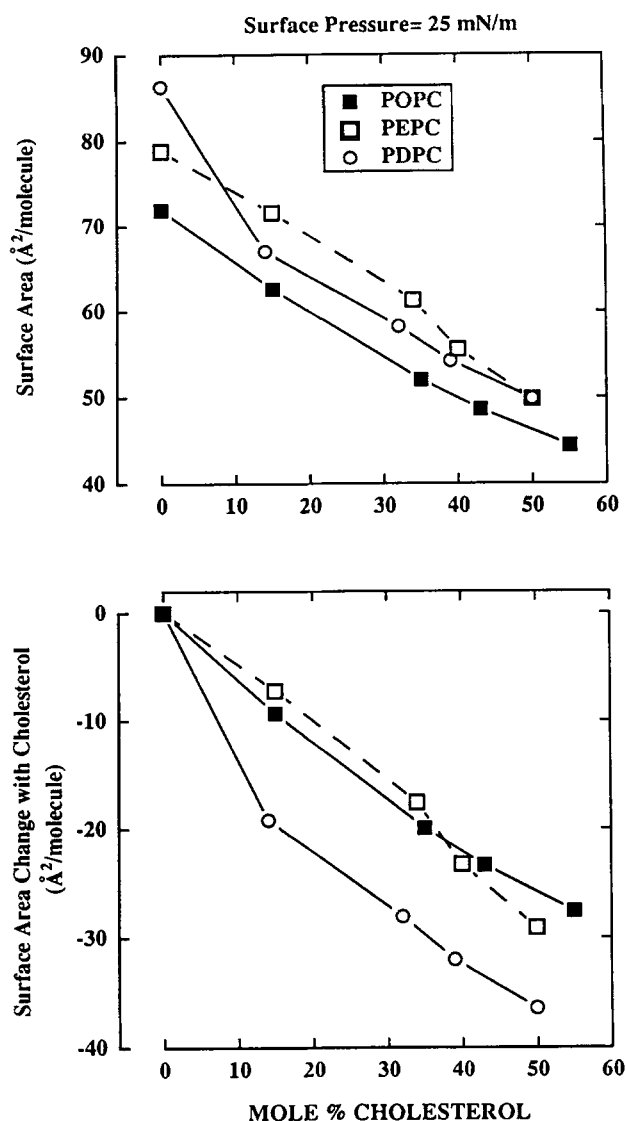 Surface Pressure= 25 mN/m
90
80
70
60
50
40
Surface Area (Å²/molecule)
POPC
PEPC
PDPC
0 10 20 30 40 50 60
0
-10
-20
-30
-40
Surface Area Change with Cholesterol
(Å²/molecule)
0 10 20 30 40 50 60
MOLE % CHOLESTEROL